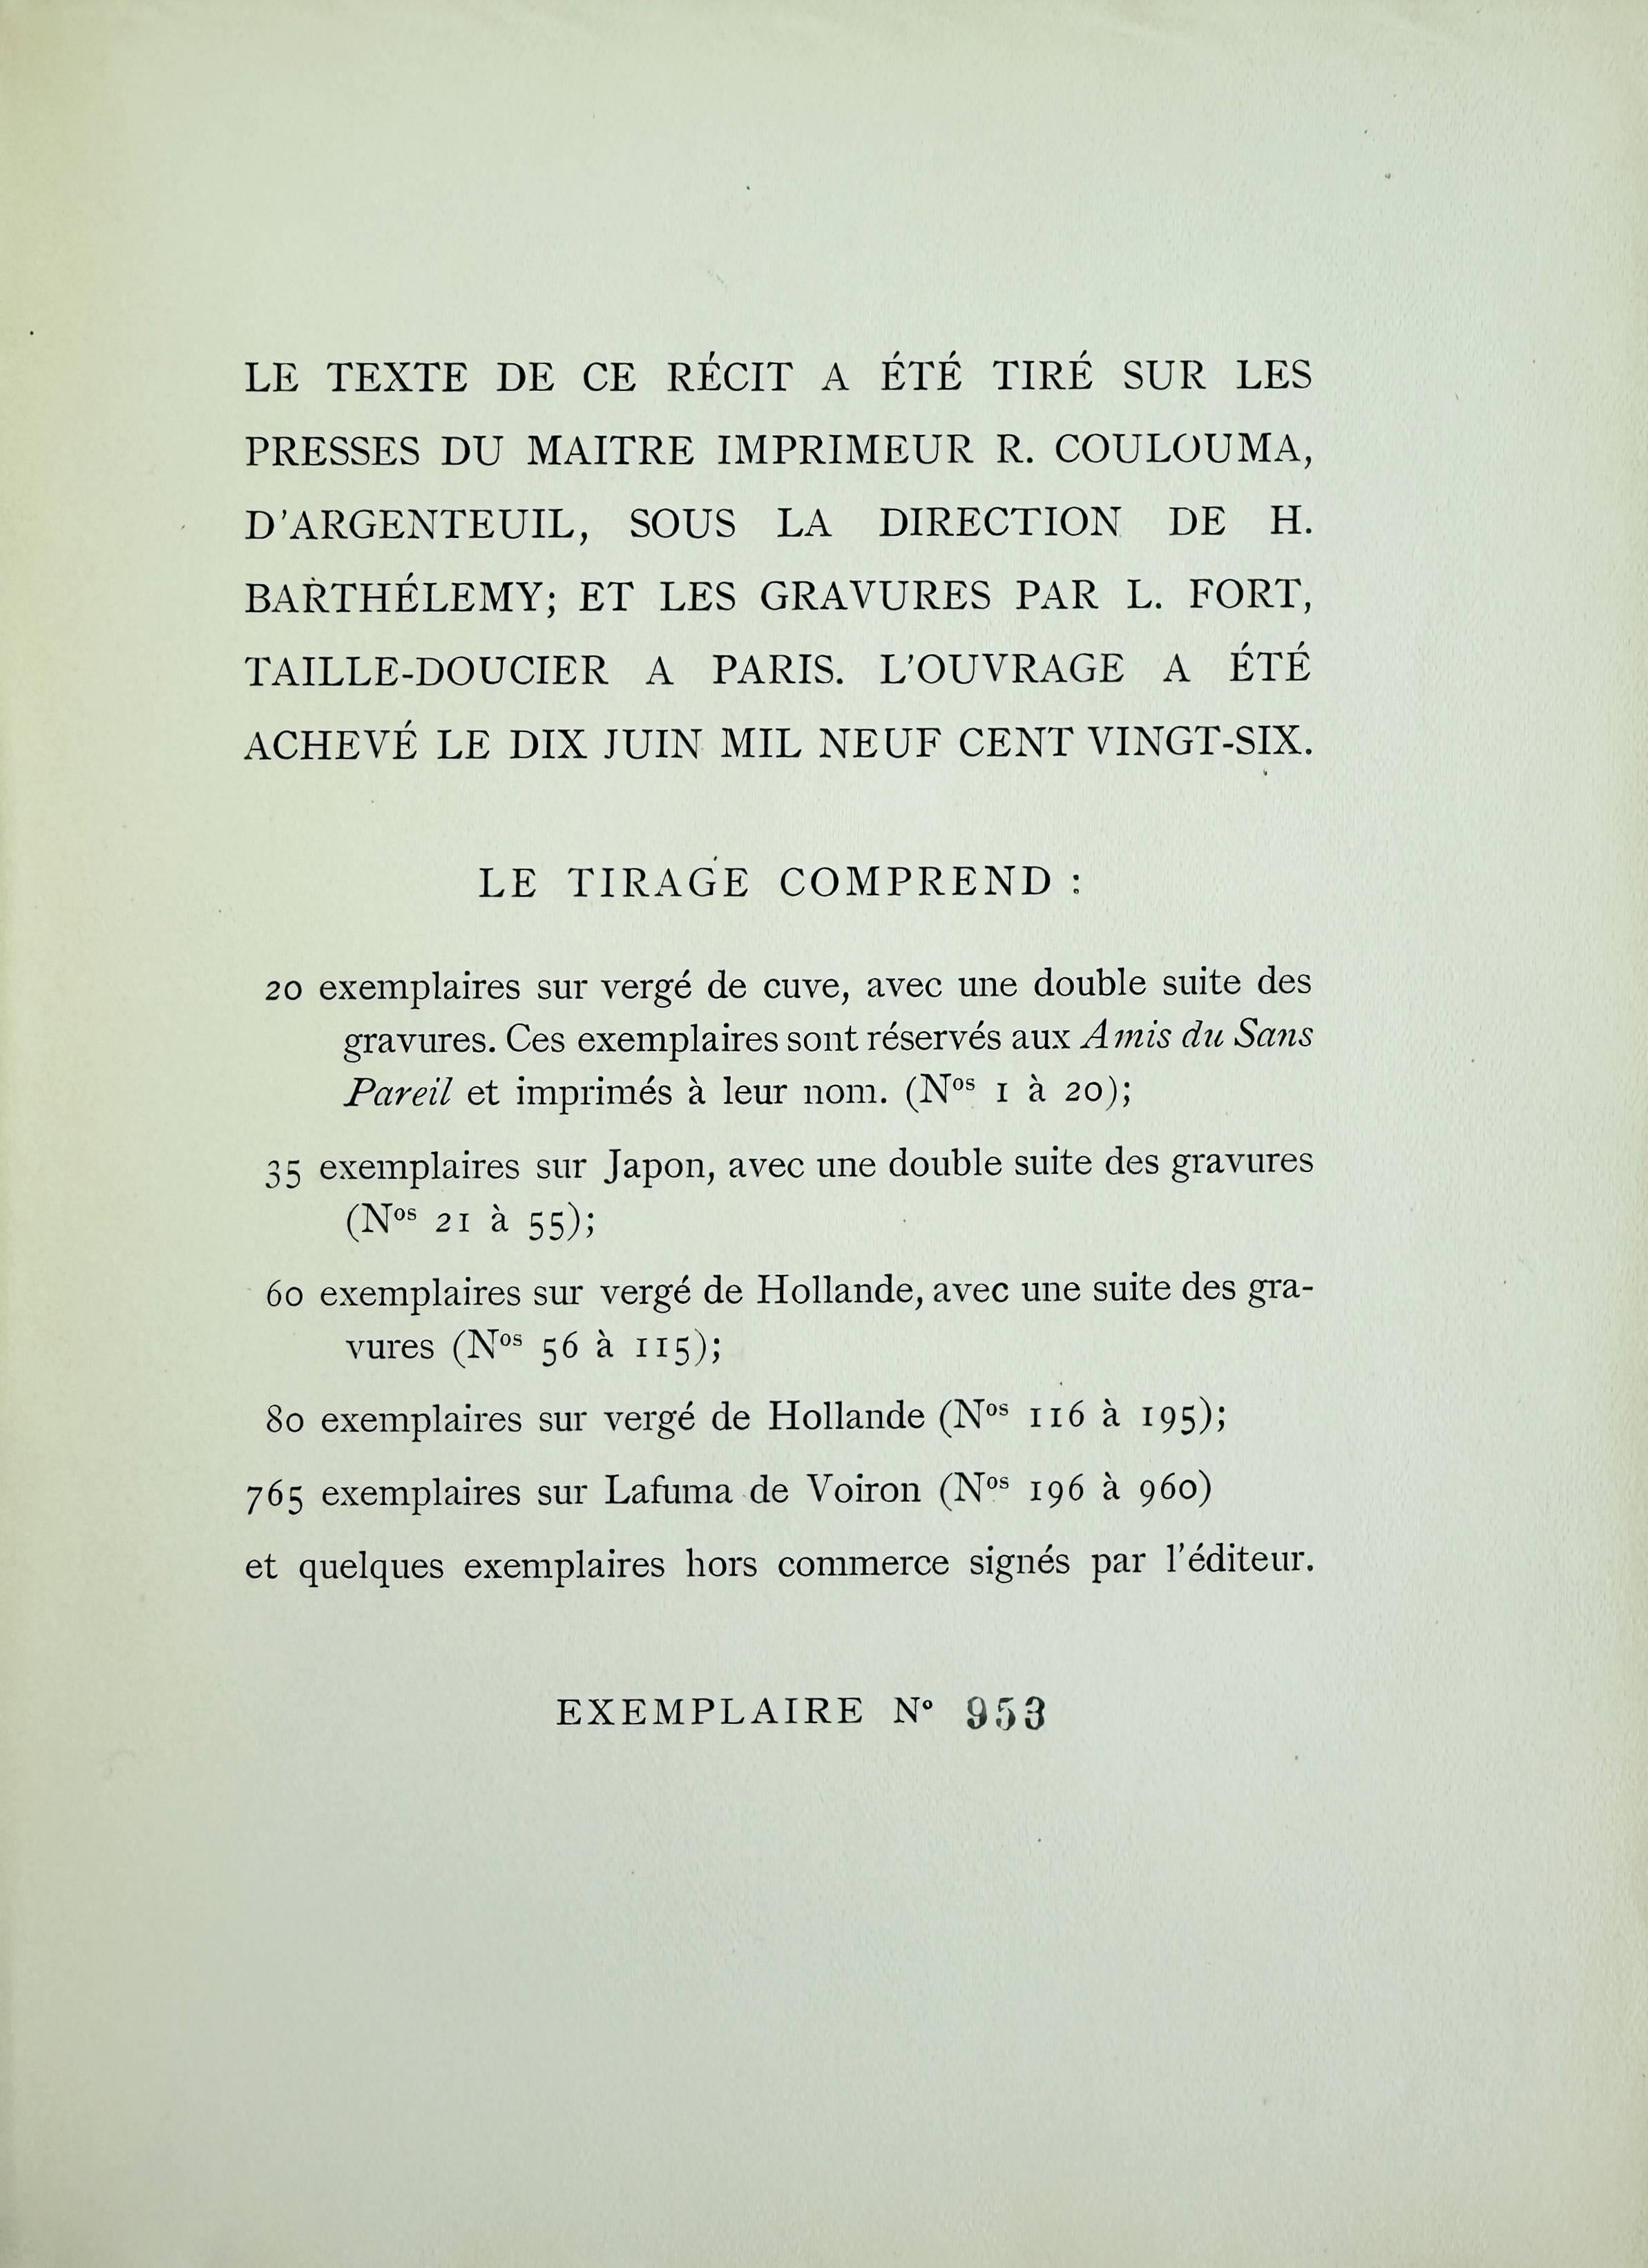 LE TEXTE DE CE RÉCIT A ÉTÉ TIRÉ SUR LES
PRESSES DU MAITRE IMPRIMEUR R. COULOUMA,
D'ARGENTEUIL, SOUS LA DIRECTION DE H.
BARTHÉLEMY; ET LES GRAVURES PAR L. FORT,
TAILLE-DOUCIER A PARIS. L'OUVRAGE A ÉTÉ
ACHEVÉ LE DIX JUIN MIL NEUF CENT VINGT-SIX.
LE TIRAGE COMPREND :
20 exemplaires sur vergé de cuve, avec une double suite des
gravures. Ces exemplaires sont réservés aux Amis du Sans
Pareil et imprimés à leur nom. (Nos 1 à 20);
35 exemplaires sur Japon, avec une double suite des gravures
(Nos 21 à 55);
60 exemplaires sur vergé de Hollande, avec une suite des gra-
vures (Nos 56 à 115);
80 exemplaires sur vergé de Hollande (Nos 116 à 195);
765 exemplaires sur Lafuma de Voiron (Nos 196 à 960)
et quelques exemplaires hors commerce signés par l'éditeur.
EXEMPLAIRE N° 953